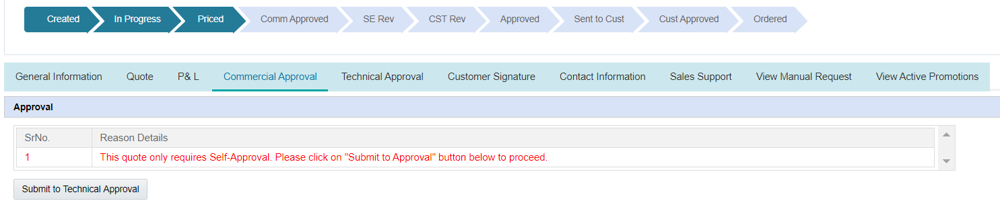 Created In Progress Priced Comm Approved SE Rev CST Rev Approved Sent to Cust Cust Approved Ordered
General Information Quote P& L Commercial Approval Technical Approval Customer Signature Contact Information Sales Support View Manual Request View Active Promotions
Approval
SrNo. Reason Details
1 This quote only requires Self-Approval. Please click on "Submit to Approval" button below to proceed.
Submit to Technical Approval